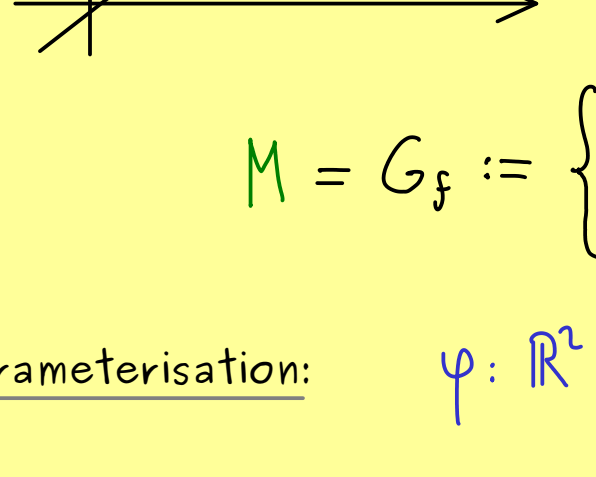 M = G_f := {
rameterisation: φ: ℝ²